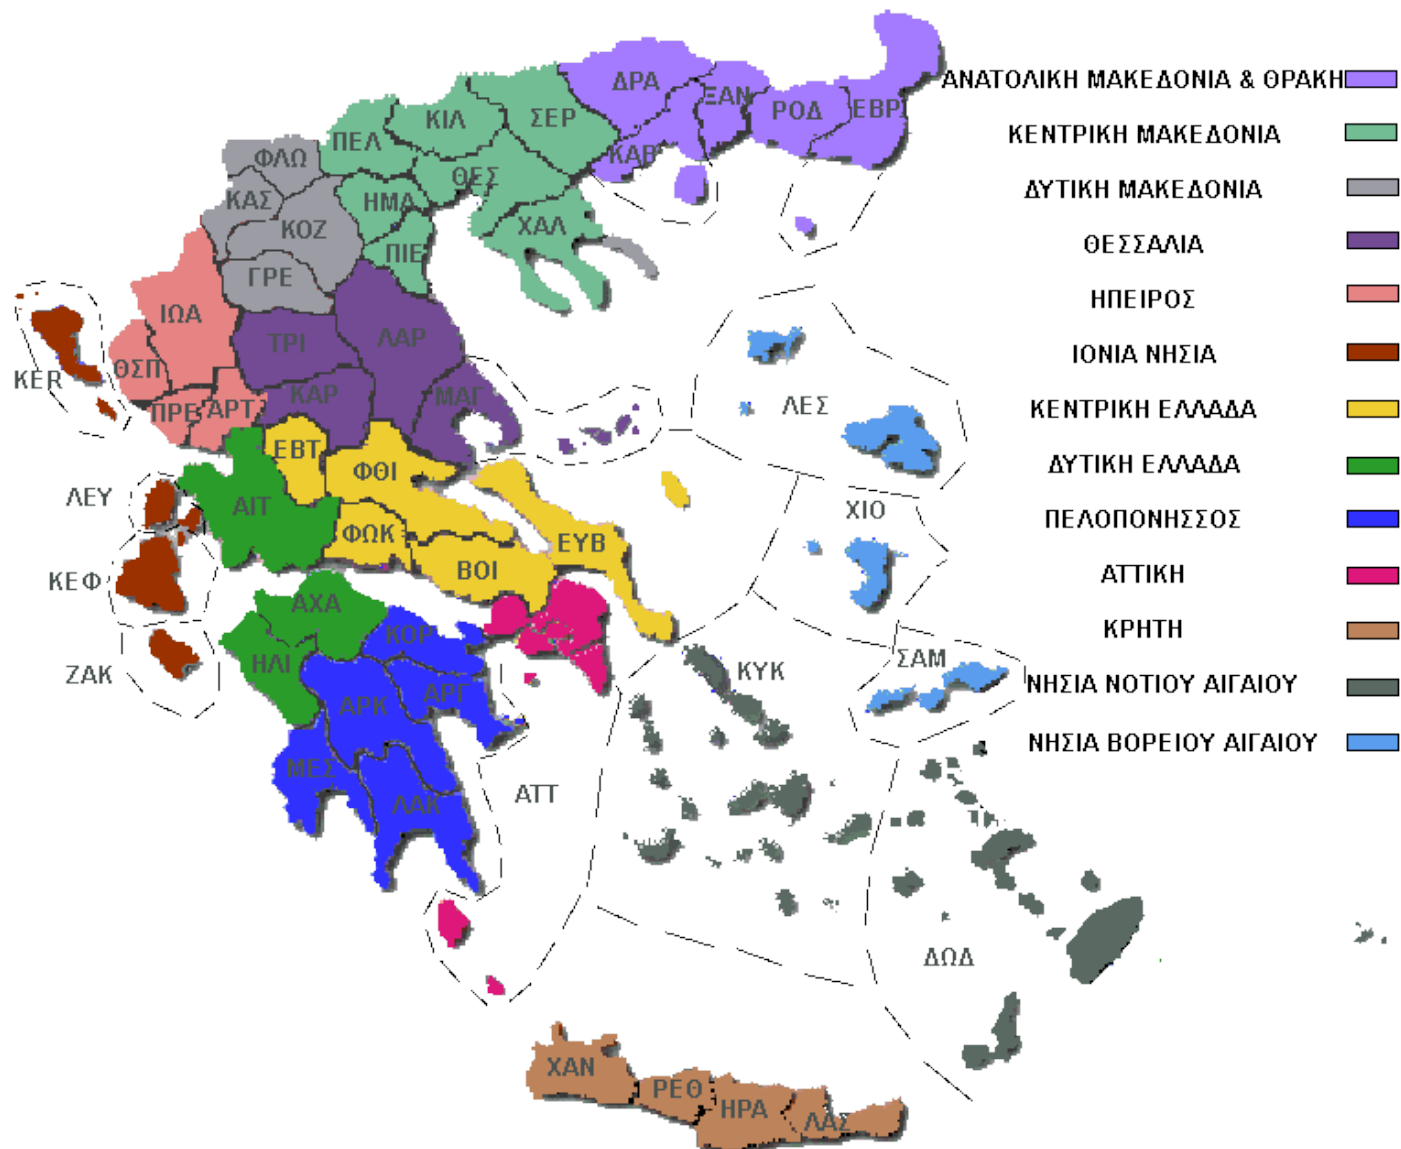 ΑΝΑΤΟΛΙΚΗ ΜΑΚΕΔΟΝΙΑ & ΘΡΑΚΗ
ΚΕΝΤΡΙΚΗ ΜΑΚΕΔΟΝΙΑ
ΔΥΤΙΚΗ ΜΑΚΕΔΟΝΙΑ
ΘΕΣΣΑΛΙΑ
ΗΠΕΙΡΟΣ
ΙΟΝΙΑ ΝΗΣΙΑ
ΚΕΝΤΡΙΚΗ ΕΛΛΑΔΑ
ΔΥΤΙΚΗ ΕΛΛΑΔΑ
ΠΕΛΟΠΟΝΗΣΣΟΣ
ΑΤΤΙΚΗ
ΚΡΗΤΗ
ΝΗΣΙΑ ΝΟΤΙΟΥ ΑΙΓΑΙΟΥ
ΝΗΣΙΑ ΒΟΡΕΙΟΥ ΑΙΓΑΙΟΥ
ΔΡΑ
ΞΑΝ
ΡΟΔ
ΕΒΡ
ΚΑΒ
ΣΕΡ
ΚΙΛ
ΠΕΛ
ΘΕΣ
ΗΜΑ
ΧΑΛ
ΠΙΕ
ΦΛΩ
ΚΑΣ
ΚΟΖ
ΓΡΕ
ΙΩΑ
ΘΣΠ
ΠΡΕ
ΑΡΤ
ΚΕR
ΤΡΙ
ΛΑΡ
ΚΑΡ
ΜΑΓ
ΛΕΣ
ΕΒΤ
ΦΘΙ
ΑΙΤ
ΦΩΚ
ΒΟΙ
ΕΥΒ
ΛΕΥ
ΚΕΦ
ΖΑΚ
ΧΙΟ
ΣΑΜ
ΚΥΚ
ΑΧΑ
ΗΛΙ
ΚΟΡ
ΑΡΚ
ΑΡΓ
ΜΕΣ
ΛΑΚ
ΑΤΤ
ΔΩΔ
ΧΑΝ
ΡΕΘ
ΗΡΑ
ΛΑΣ